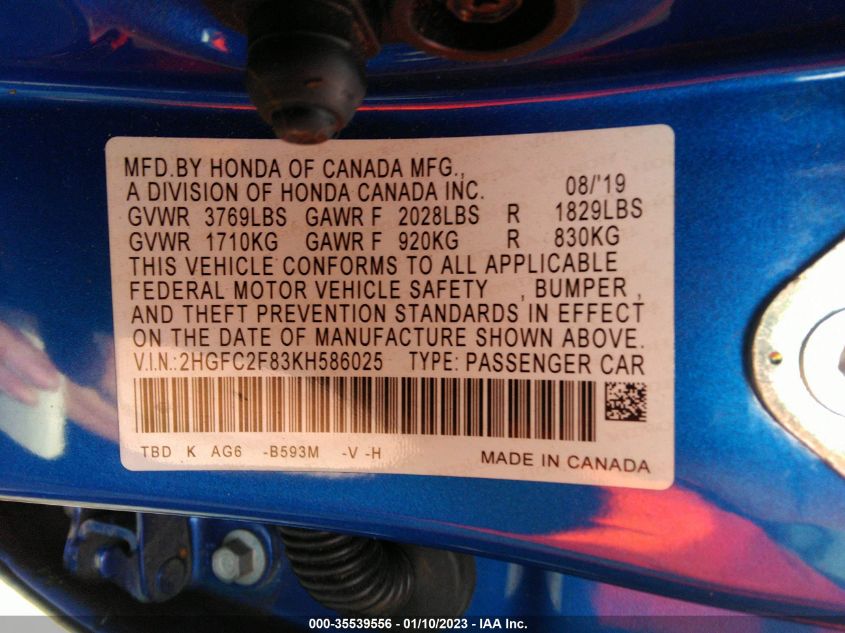 MFD.BY HONDA OF CANADA MFG.,
A DIVISION OF HONDA CANADA INC. 08/'19
GVWR 3769LBS GAWR F 2028LBS R 1829LBS
GVWR 1710KG GAWR F 920KG R 830KG
THIS VEHICLE CONFORMS TO ALL APPLICABLE
FEDERAL MOTOR VEHICLE SAFETY , BUMPER ,
AND THEFT PREVENTION STANDARDS IN EFFECT
ON THE DATE OF MANUFACTURE SHOWN ABOVE.
V.I.N.:2HGFC2F83KH586025 TYPE: PASSENGER CAR
TBD K AG6 -B593M -V -H
MADE IN CANADA
000-35539556 — 01/10/2023 — IAA Inc.